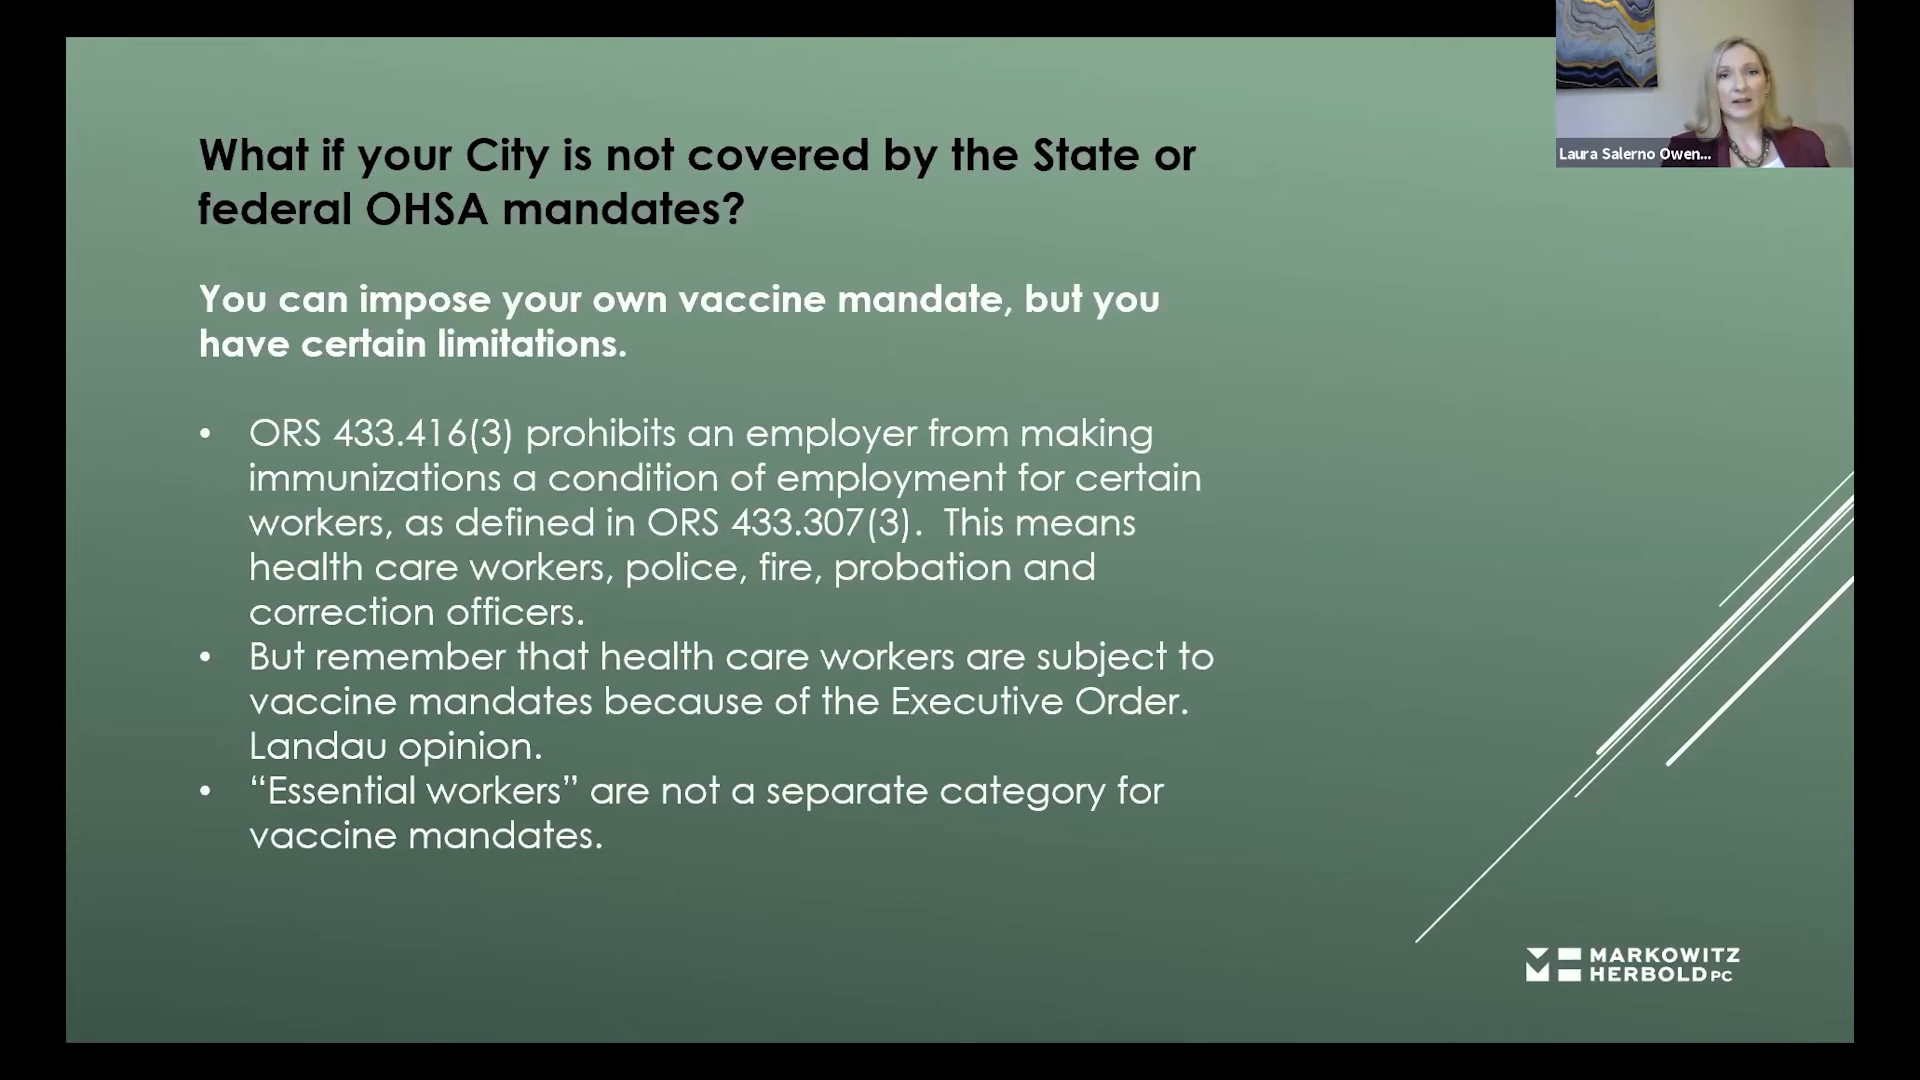 Laura Salerno Owen...
What if your City is not covered by the State or
federal OHSA mandates?
You can impose your own vaccine mandate, but you
have certain limitations.
• ORS 433.416(3) prohibits an employer from making
immunizations a condition of employment for certain
workers, as defined in ORS 433.307(3). This means
health care workers, police, fire, probation and
correction officers.
• But remember that health care workers are subject to
vaccine mandates because of the Executive Order.
Landau opinion.
• “Essential workers” are not a separate category for
vaccine mandates.
MARKOWITZ
HERBOLD PC